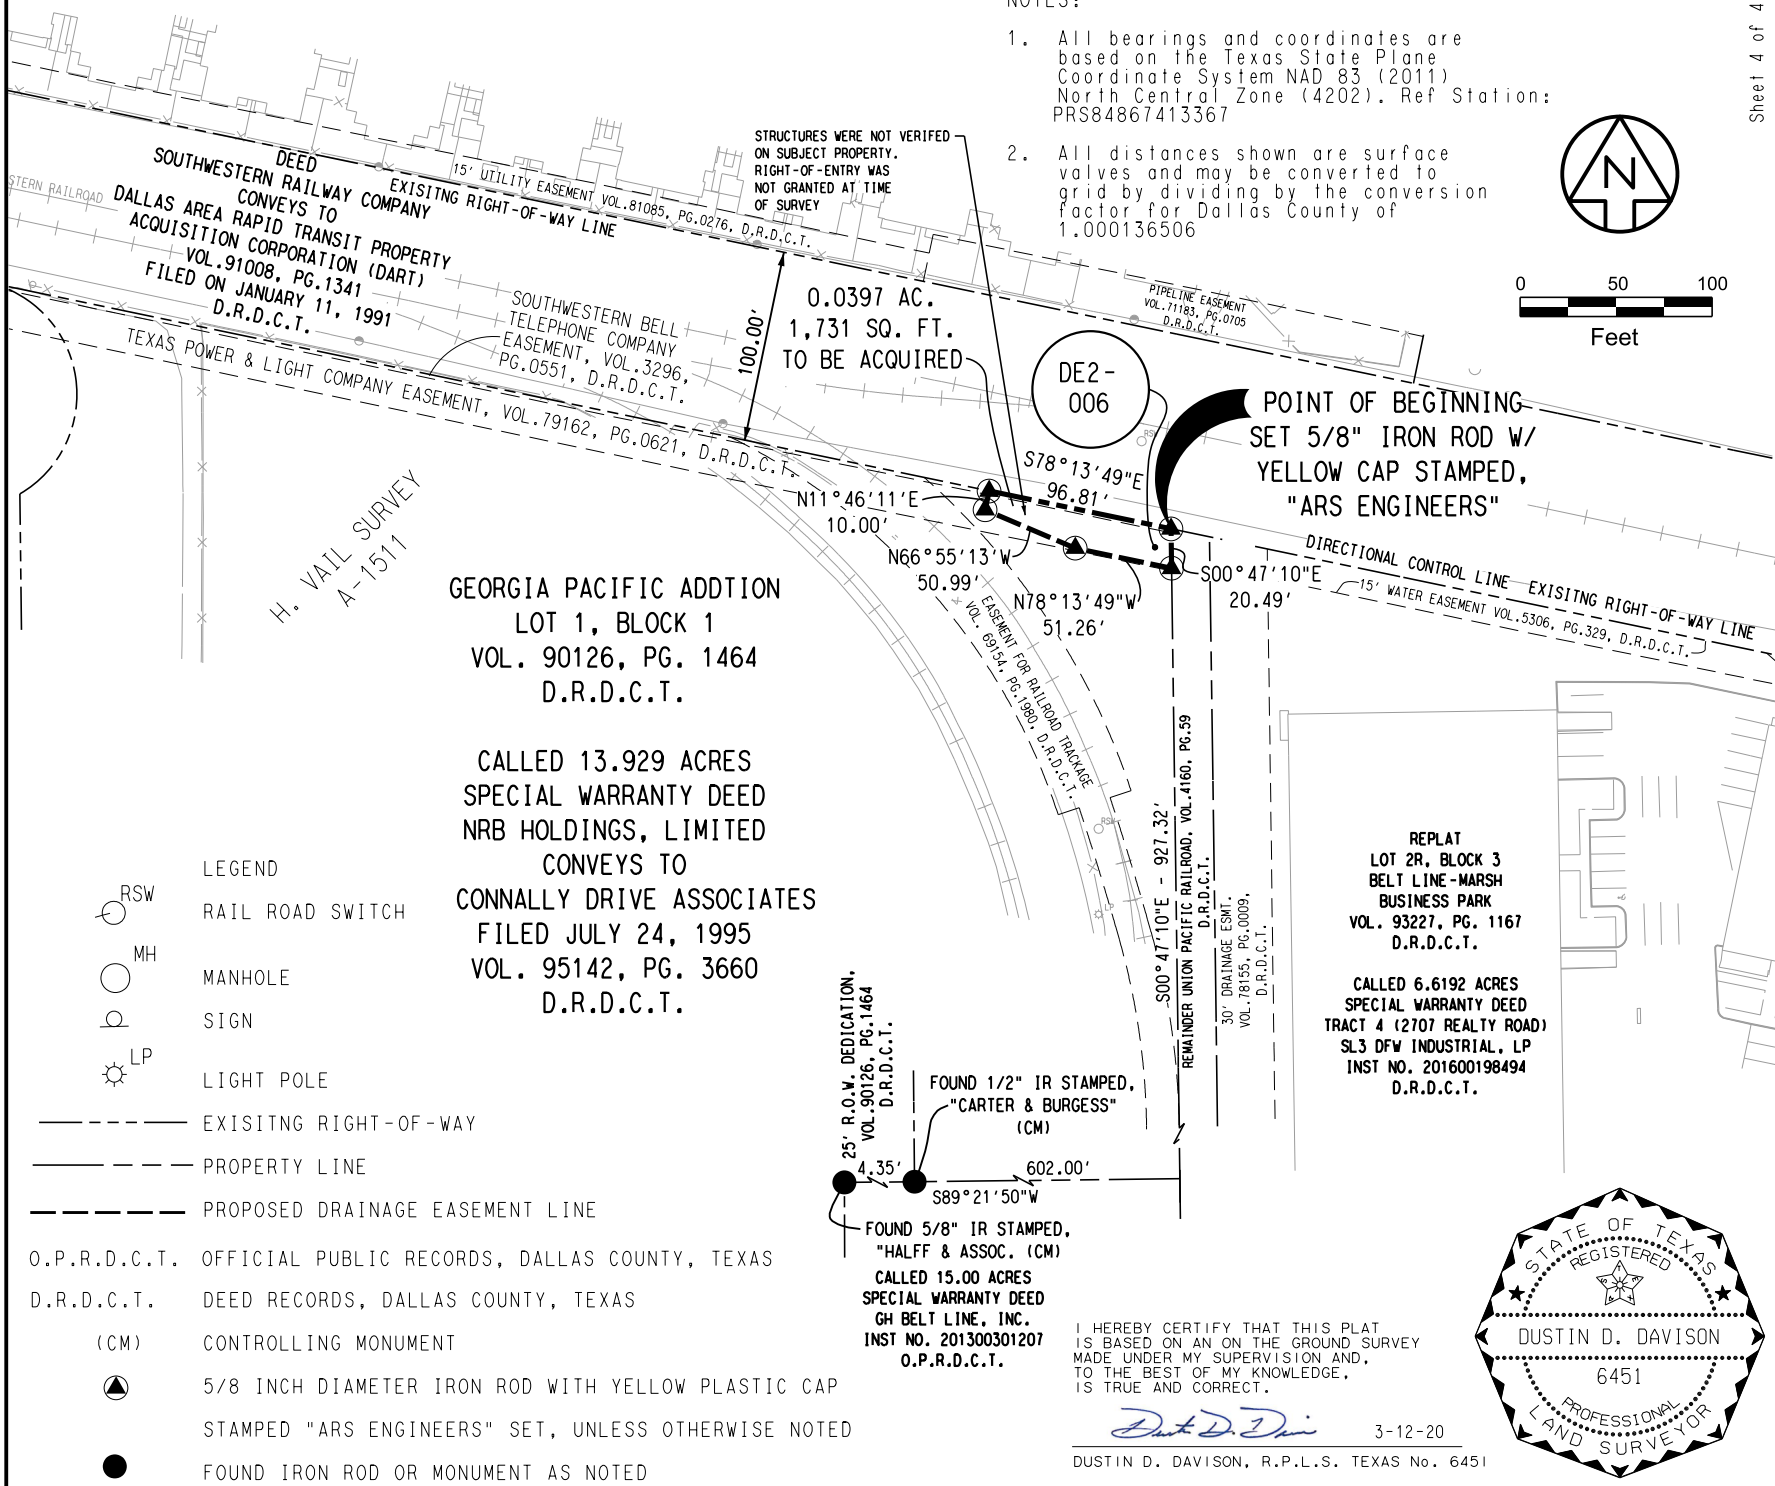 NOTES:
1. All bearings and coordinates are
based on the Texas State Plane
Coordinate System NAD 83 (2011)
North Central Zone (4202). Ref Station:
PRS84867413367
2. All distances shown are surface
valves and may be converted to
grid by dividing by the conversion
factor for Dallas County of
1.000136506
Sheet 4 of 4
N
0 50 100
Feet
STRUCTURES WERE NOT VERIFED
ON SUBJECT PROPERTY.
RIGHT-OF-ENTRY WAS
NOT GRANTED AT TIME
OF SURVEY
DEED
SOUTHWESTERN RAILWAY COMPANY
CONVEYS TO
DALLAS AREA RAPID TRANSIT PROPERTY
ACQUISITION CORPORATION (DART)
VOL.91008, PG.1341
FILED ON JANUARY 11, 1991
D.R.D.C.T.
STERN RAILROAD
EXISITNG RIGHT-OF-WAY LINE
15' UTILITY EASEMENT VOL.81085, PG.0276, D.R.D.C.T.
SOUTHWESTERN BELL
TELEPHONE COMPANY
EASEMENT, VOL.3296,
PG.0551, D.R.D.C.T.
TEXAS POWER & LIGHT COMPANY EASEMENT, VOL.79162, PG.0621, D.R.D.C.T.
100.00'
0.0397 AC.
1,731 SQ. FT.
TO BE ACQUIRED
PIPELINE EASEMENT
VOL.71183, PG.0705
D.R.D.C.T.
DE2-
006
RSW
POINT OF BEGINNING
SET 5/8" IRON ROD W/
YELLOW CAP STAMPED,
"ARS ENGINEERS"
S78°13'49"E
96.81'
N11°46'11'E
10.00'
N66°55'13'W
50.99'
N78°13'49"W
51.26'
S00°47'10"E
20.49'
DIRECTIONAL CONTROL LINE EXISITNG RIGHT-OF-WAY LINE
15' WATER EASEMENT VOL.5306, PG.329, D.R.D.C.T.
H. VAIL SURVEY
A-1511
GEORGIA PACIFIC ADDTION
LOT 1, BLOCK 1
VOL. 90126, PG. 1464
D.R.D.C.T.
CALLED 13.929 ACRES
SPECIAL WARRANTY DEED
NRB HOLDINGS, LIMITED
CONVEYS TO
CONNALLY DRIVE ASSOCIATES
FILED JULY 24, 1995
VOL. 95142, PG. 3660
D.R.D.C.T.
EASEMENT FOR RAILROAD TRACKAGE
VOL. 69154, PG.1980, D.R.D.C.T.
RSW
LP
S00°47'10"E - 927.32'
REMAINDER UNION PACIFIC RAILROAD, VOL.4160, PG.59
D.R.D.C.T.
30' DRAINAGE ESMT.
VOL.78155, PG.0009,
D.R.D.C.T.
REPLAT
LOT 2R, BLOCK 3
BELT LINE-MARSH
BUSINESS PARK
VOL. 93227, PG. 1167
D.R.D.C.T.
CALLED 6.6192 ACRES
SPECIAL WARRANTY DEED
TRACT 4 (2707 REALTY ROAD)
SL3 DFW INDUSTRIAL, LP
INST NO. 201600198494
D.R.D.C.T.
25' R.O.W. DEDICATION,
VOL.90126, PG.1464
D.R.D.C.T.
FOUND 1/2" IR STAMPED,
"CARTER & BURGESS"
(CM)
4.35'
602.00'
S89°21'50"W
FOUND 5/8" IR STAMPED,
"HALFF & ASSOC. (CM)
CALLED 15.00 ACRES
SPECIAL WARRANTY DEED
GH BELT LINE, INC.
INST NO. 201300301207
O.P.R.D.C.T.
LEGEND
RSW
RAIL ROAD SWITCH
MH
MANHOLE
SIGN
LP
LIGHT POLE
EXISITNG RIGHT-OF-WAY
PROPERTY LINE
PROPOSED DRAINAGE EASEMENT LINE
O.P.R.D.C.T. OFFICIAL PUBLIC RECORDS, DALLAS COUNTY, TEXAS
D.R.D.C.T. DEED RECORDS, DALLAS COUNTY, TEXAS
(CM) CONTROLLING MONUMENT
5/8 INCH DIAMETER IRON ROD WITH YELLOW PLASTIC CAP
STAMPED "ARS ENGINEERS" SET, UNLESS OTHERWISE NOTED
FOUND IRON ROD OR MONUMENT AS NOTED
I HEREBY CERTIFY THAT THIS PLAT
IS BASED ON AN ON THE GROUND SURVEY
MADE UNDER MY SUPERVISION AND,
TO THE BEST OF MY KNOWLEDGE,
IS TRUE AND CORRECT.
3-12-20
DUSTIN D. DAVISON, R.P.L.S. TEXAS No. 6451
STATE OF TEXAS
REGISTERED
DUSTIN D. DAVISON
6451
PROFESSIONAL
LAND SURVEYOR